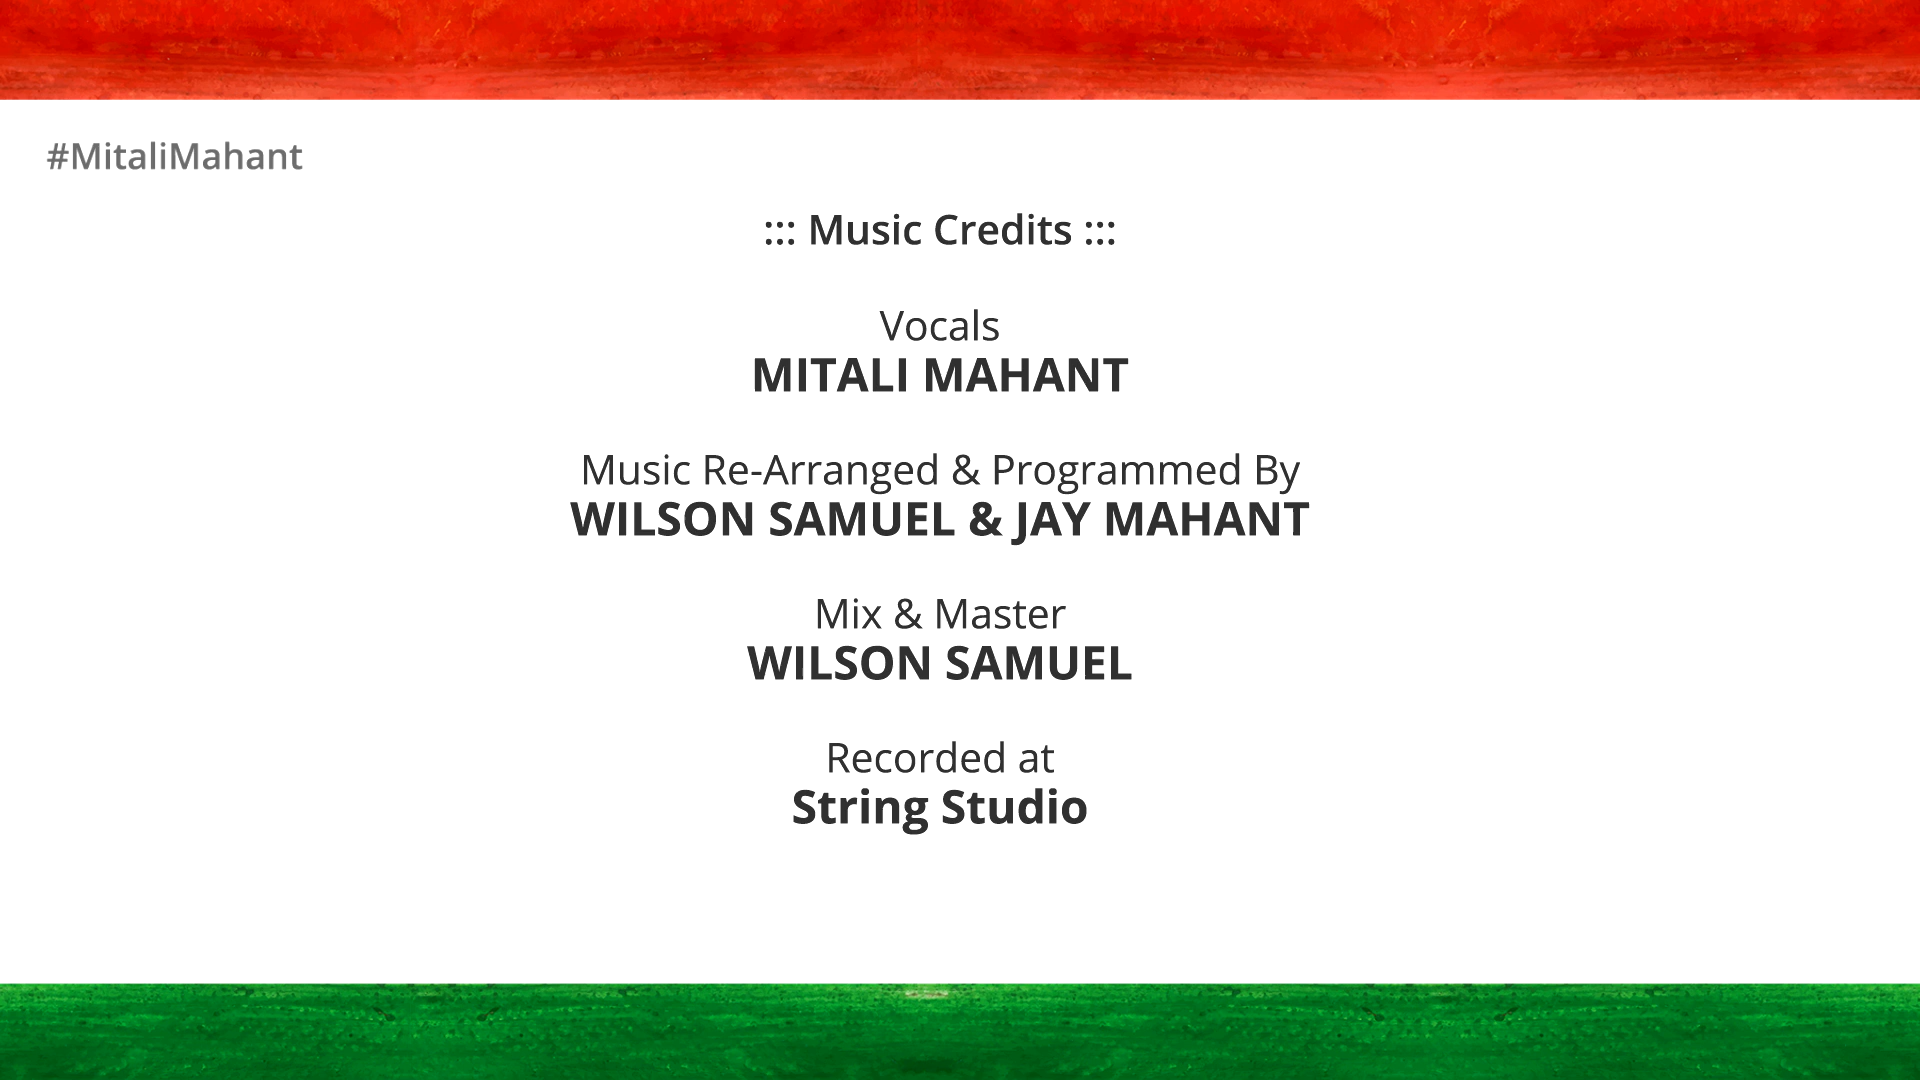 #MitaliMahant
::: Music Credits :::
Vocals
MITALI MAHANT
Music Re-Arranged & Programmed By
WILSON SAMUEL & JAY MAHANT
Mix & Master
WILSON SAMUEL
Recorded at
String Studio